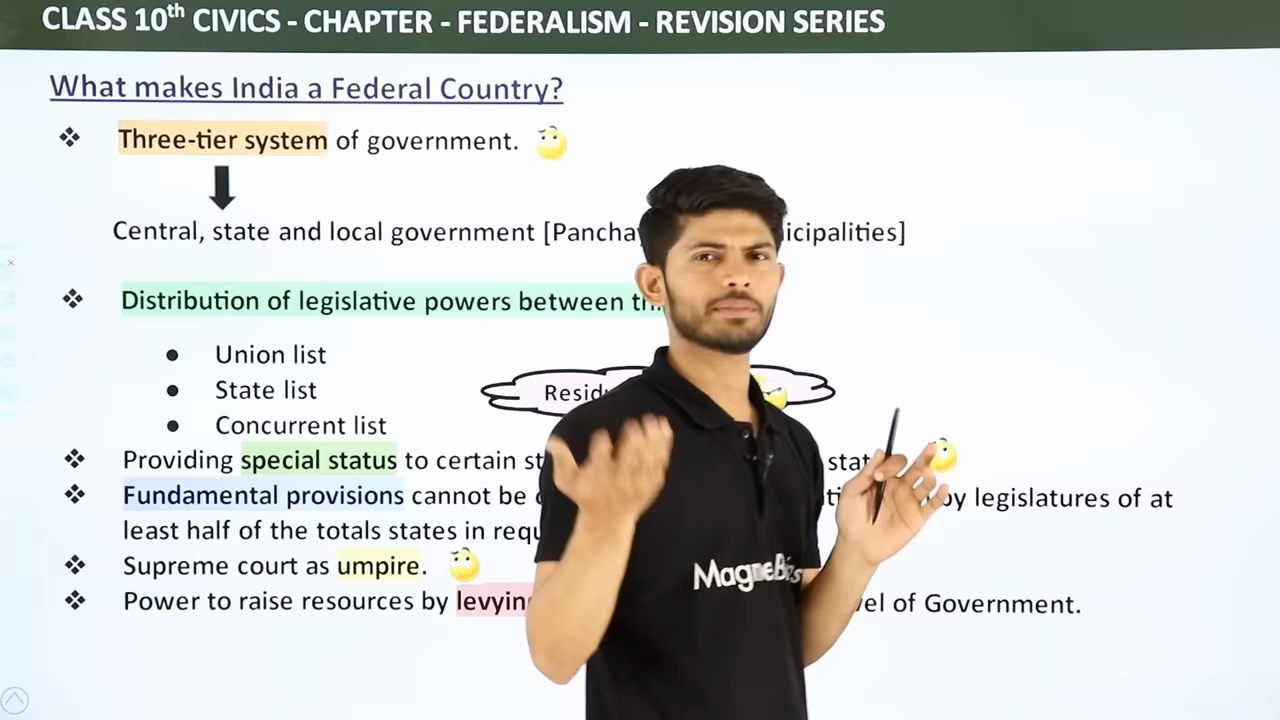 CLASS 10th CIVICS - CHAPTER - FEDERALISM - REVISION SERIES
What makes India a Federal Country?
❖ Three-tier system of government.
Central, state and local government [Pancha icipalities]
❖ Distribution of legislative powers between
● Union list
● State list
● Concurrent list
Resid
❖ Providing special status to certain st stat
❖ Fundamental provisions cannot be by legislatures of at
least half of the totals states in requ
❖ Supreme court as umpire.
❖ Power to raise resources by levying vel of Government.
Magne B